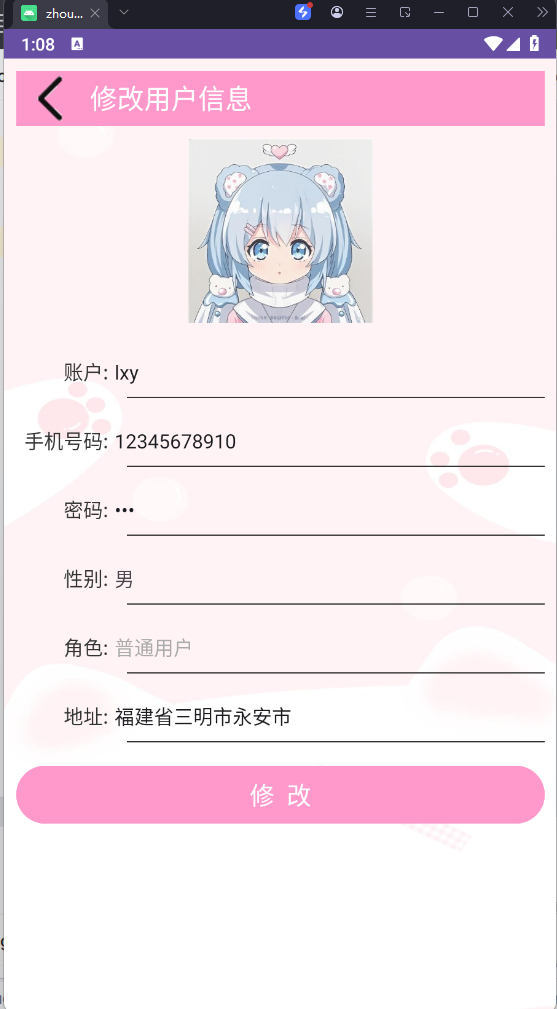 zhou...
1:08
修改用户信息
账户: lxy
手机号码: 12345678910
密码: •••
性别: 男
角色: 普通用户
地址: 福建省三明市永安市
修 改